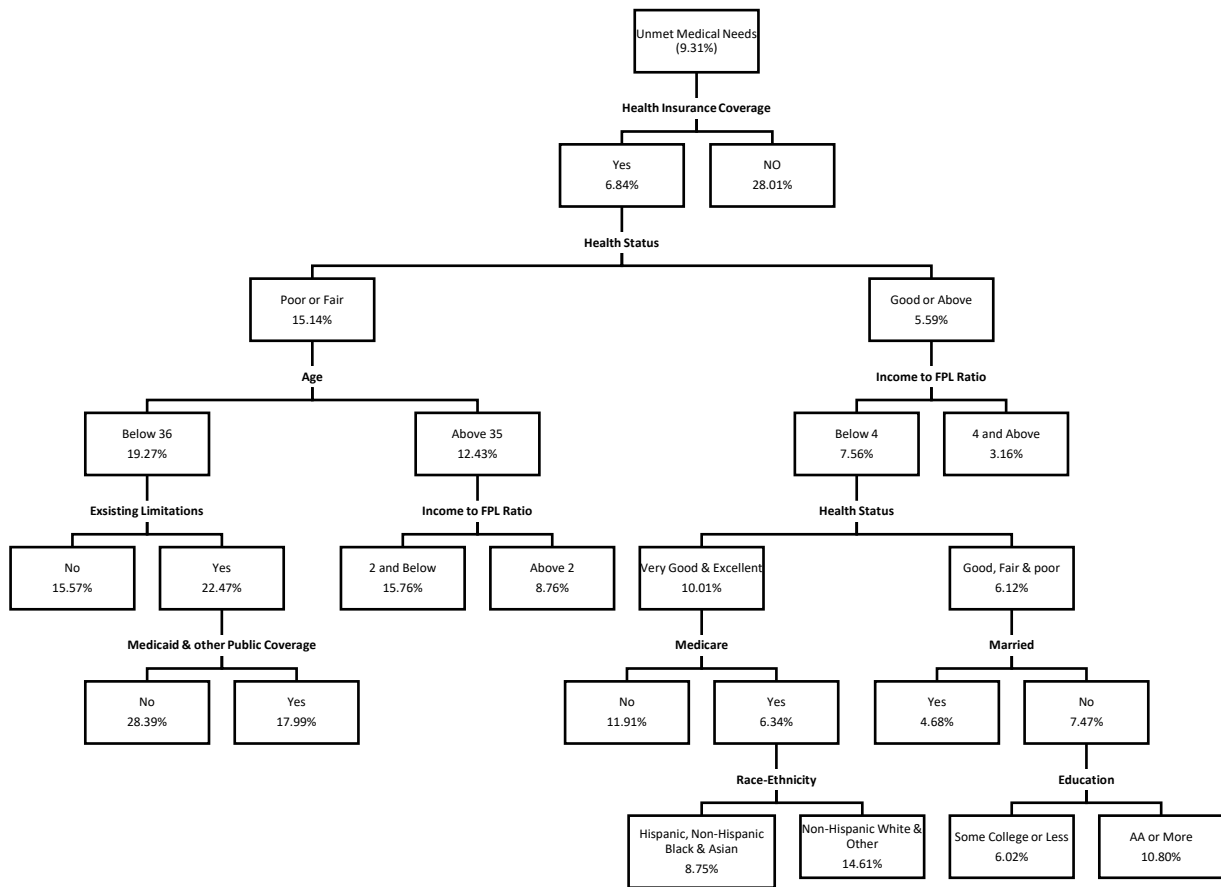 Unmet Medical Needs
(9.31%)
Health Insurance Coverage
Yes
6.84%
NO
28.01%
Health Status
Poor or Fair
15.14%
Good or Above
5.59%
Age
Income to FPL Ratio
Below 36
19.27%
Above 35
12.43%
Below 4
7.56%
4 and Above
3.16%
Exsisting Limitations
Income to FPL Ratio
Health Status
No
15.57%
Yes
22.47%
2 and Below
15.76%
Above 2
8.76%
Very Good & Excellent
10.01%
Good, Fair & poor
6.12%
Medicaid & other Public Coverage
Medicare
Married
No
28.39%
Yes
17.99%
No
11.91%
Yes
6.34%
Yes
4.68%
No
7.47%
Race-Ethnicity
Education
Hispanic, Non-Hispanic
Black & Asian
8.75%
Non-Hispanic White &
Other
14.61%
Some College or Less
6.02%
AA or More
10.80%